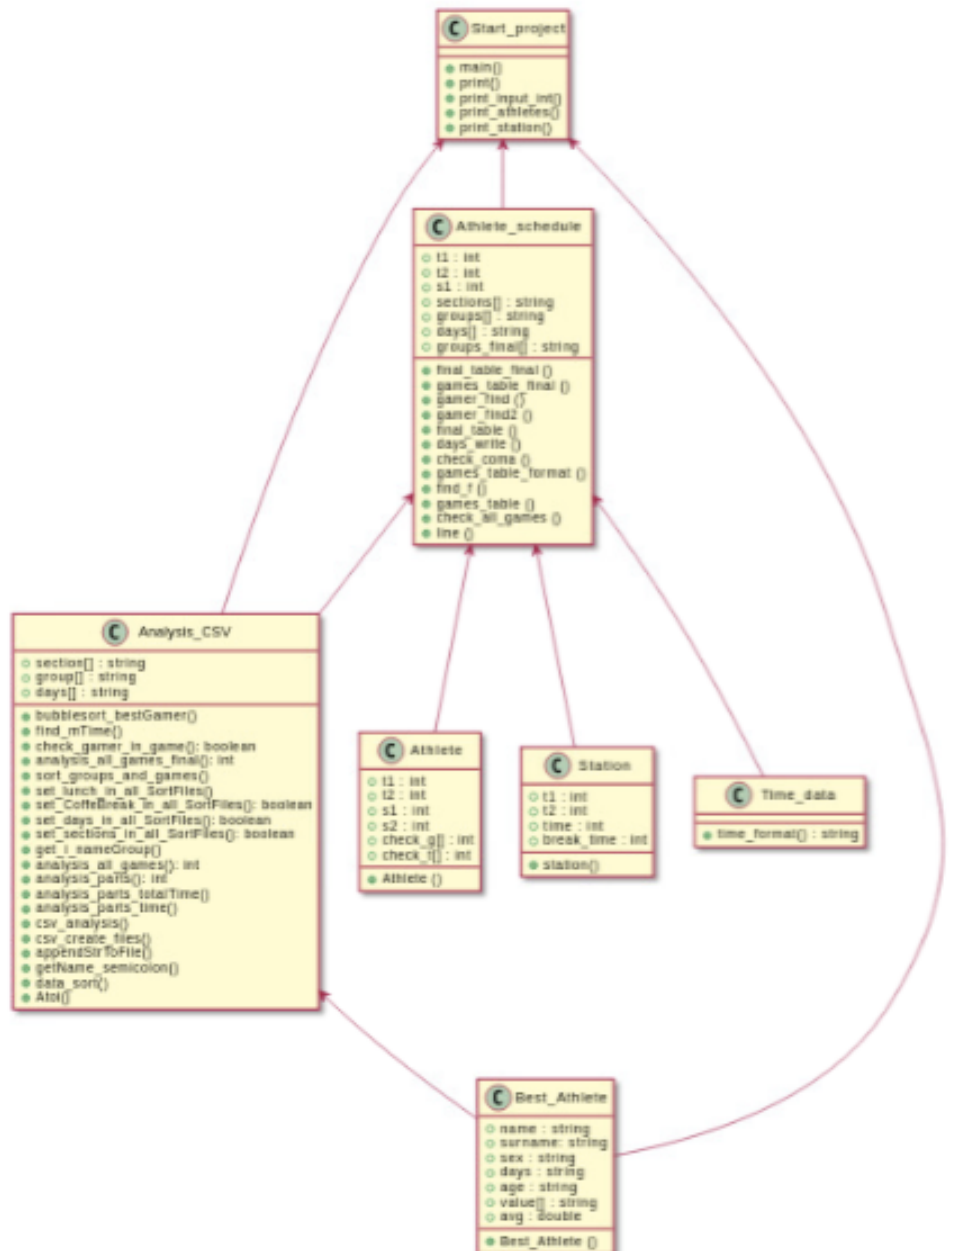 C Start_project
main()
print()
print_input_int()
print_athletes()
print_station()
C Athlete_schedule
t1 : int
t2 : int
s1 : int
sections[] : string
groups[] : string
days[] : string
groups_final[] : string
final_table_final ()
games_table_final ()
gamer_find ()
gamer_find2 ()
final_table ()
days_write ()
check_coma ()
games_table_format ()
find_f ()
games_table ()
check_all_games ()
line ()
C Analysis_CSV
section[] : string
group[] : string
days[] : string
bubblesort_bestGamer()
find_mTime()
check_gamer_in_game(): boolean
analysis_all_games_final(): int
sort_groups_and_games()
set_lunch_in_all_SortFiles()
set_CoffeBreak_in_all_SortFiles(): boolean
set_days_in_all_SortFiles(): boolean
set_sections_in_all_SortFiles(): boolean
get_i_nameGroup()
analysis_all_games(): int
analysis_parts(): int
analysis_parts_totalTime()
analysis_parts_time()
csv_analysis()
csv_create_files()
appendStrToFile()
getName_semicolon()
data_sort()
Atoi()
C Athlete
t1 : int
t2 : int
s1 : int
s2 : int
check_g[] : int
check_t[] : int
Athlete ()
C Station
t1 : int
t2 : int
time : int
break_time : int
station()
C Time_data
time_format() : string
C Best_Athlete
name : string
surname: string
sex : string
days : string
age : string
value[] : string
avg : double
Best_Athlete ()